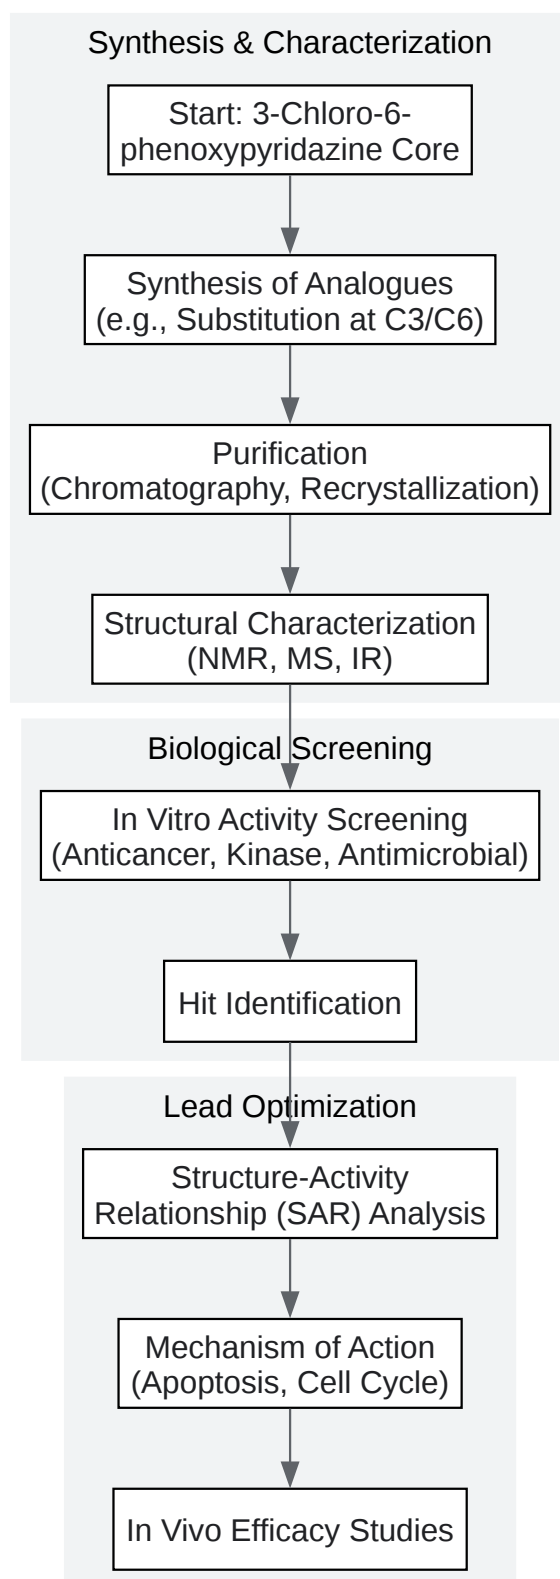 Synthesis & Characterization
Start: 3-Chloro-6-
phenoxypyridazine Core
Synthesis of Analogues
(e.g., Substitution at C3/C6)
Purification
(Chromatography, Recrystallization)
Structural Characterization
(NMR, MS, IR)
Biological Screening
In Vitro Activity Screening
(Anticancer, Kinase, Antimicrobial)
Hit Identification
Lead Optimization
Structure-Activity
Relationship (SAR) Analysis
Mechanism of Action
(Apoptosis, Cell Cycle)
In Vivo Efficacy Studies